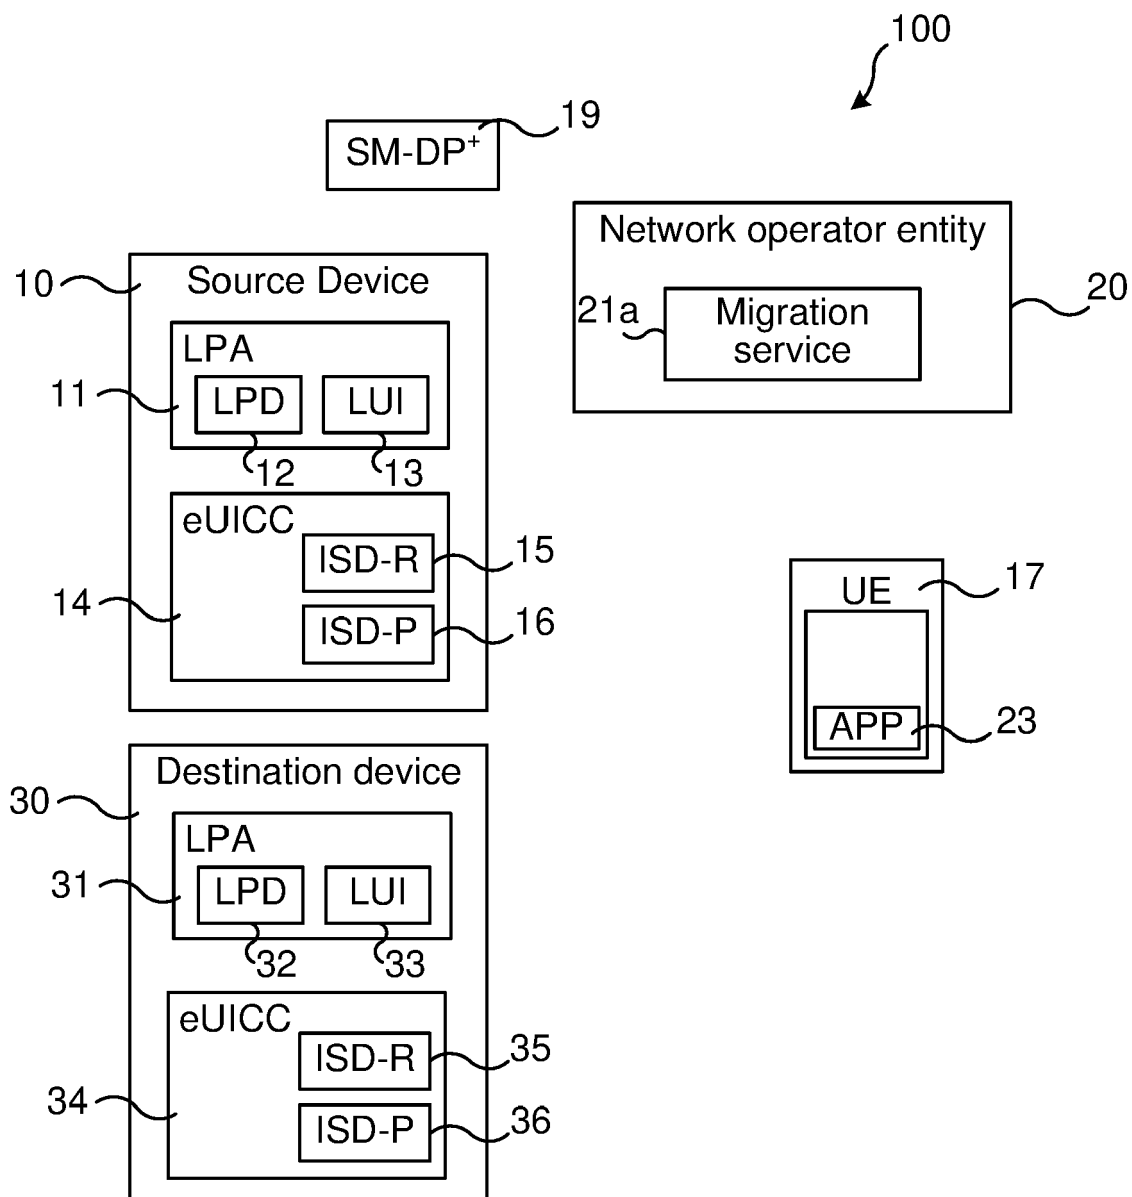 100
19
SM-DP+
Network operator entity
10
Source Device
20
21a
Migration
service
LPA
11
LPD
LUI
12
13
eUICC
ISD-R
15
14
ISD-P
16
UE
17
APP
23
Destination device
30
LPA
31
LPD
LUI
32
33
eUICC
ISD-R
35
34
ISD-P
36